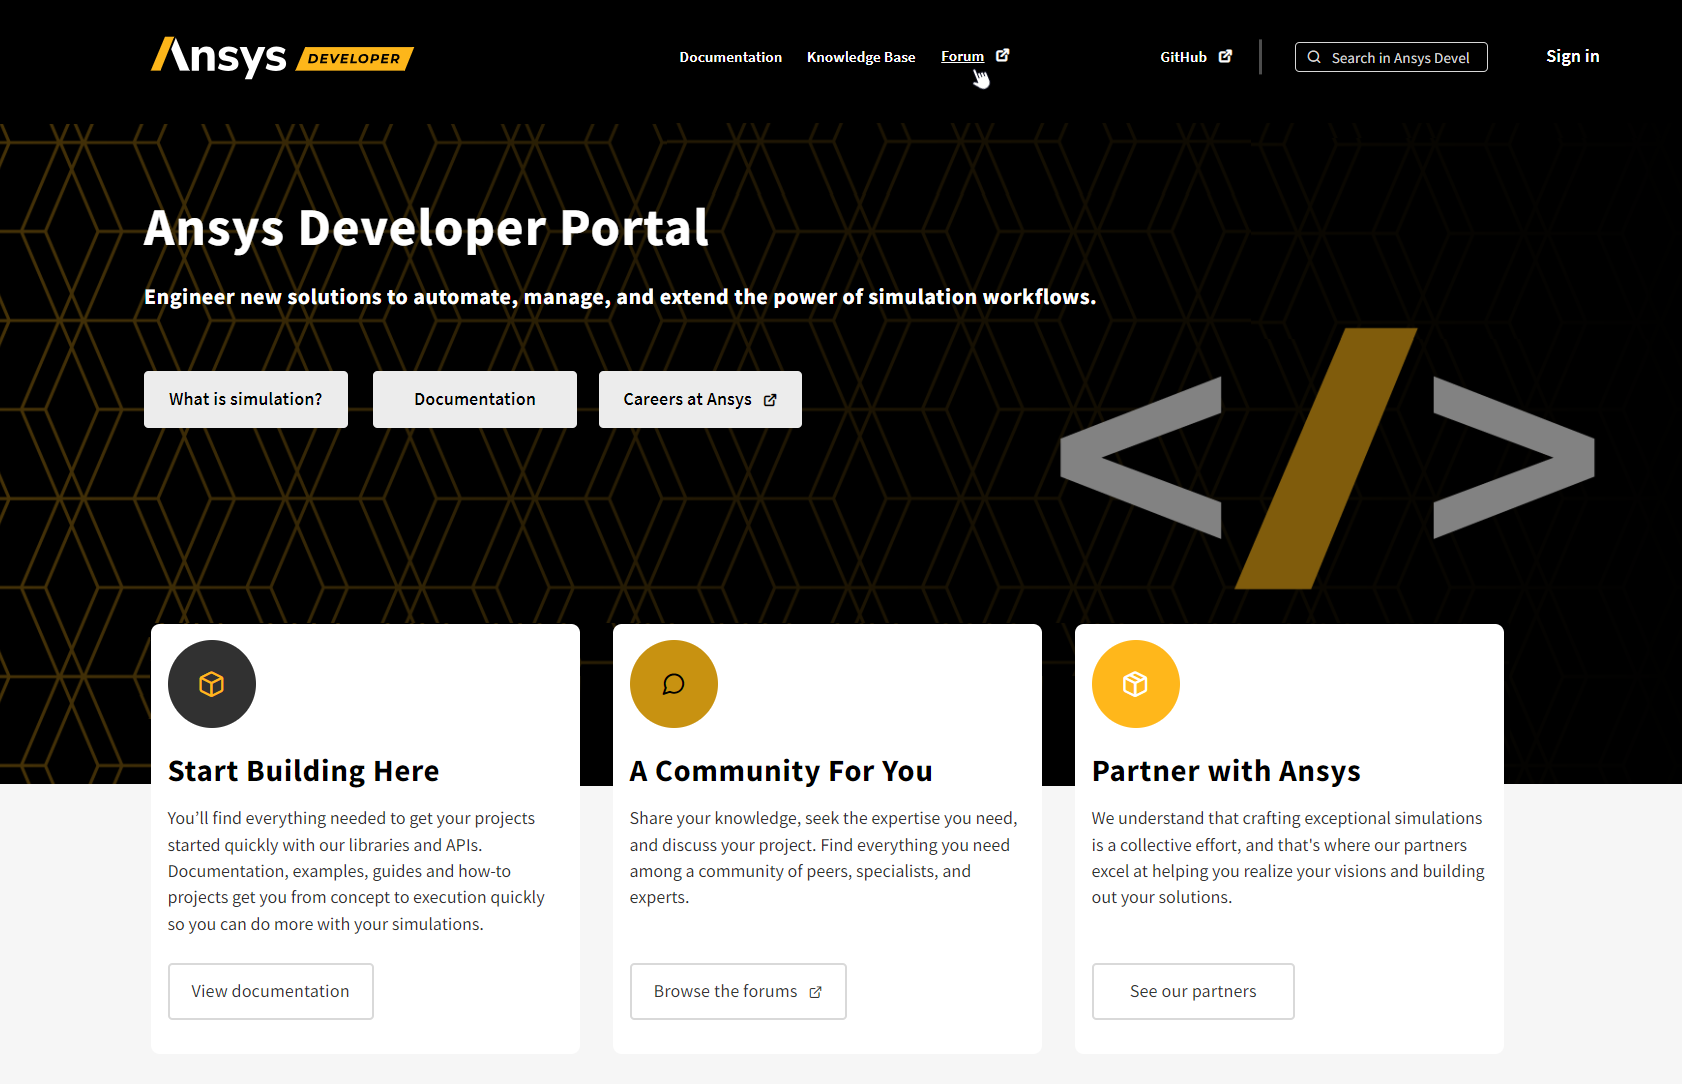 Ansys DEVELOPER
Documentation Knowledge Base Forum GitHub Search in Ansys Devel Sign in
Ansys Developer Portal
Engineer new solutions to automate, manage, and extend the power of simulation workflows.
What is simulation? Documentation Careers at Ansys
</>
Start Building Here
You’ll find everything needed to get your projects
started quickly with our libraries and APIs.
Documentation, examples, guides and how-to
projects get you from concept to execution quickly
so you can do more with your simulations.
View documentation
A Community For You
Share your knowledge, seek the expertise you need,
and discuss your project. Find everything you need
among a community of peers, specialists, and
experts.
Browse the forums
Partner with Ansys
We understand that crafting exceptional simulations
is a collective effort, and that's where our partners
excel at helping you realize your visions and building
out your solutions.
See our partners